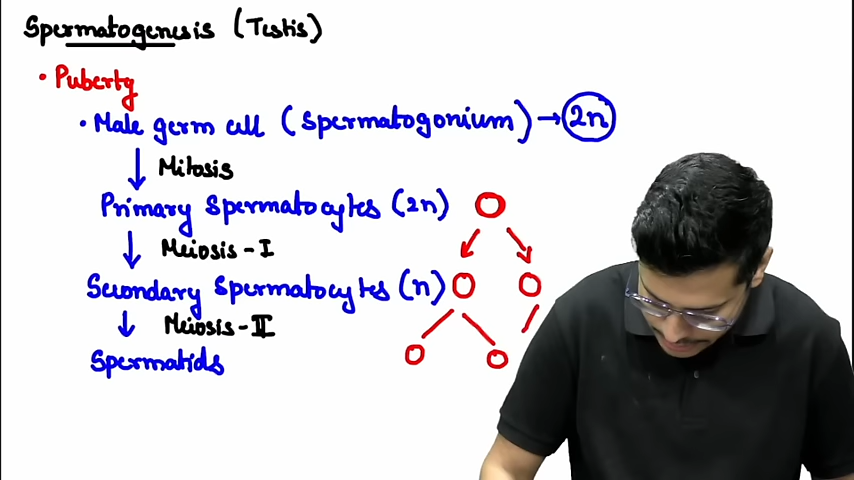 Spermatogenesis (Testis)
• Puberty
• Male germ cell (Spermatogonium) → 2n
Mitosis
Primary Spermatocytes (2n)
Meiosis - I
Secondary Spermatocytes (n)
Meiosis - II
Spermatids